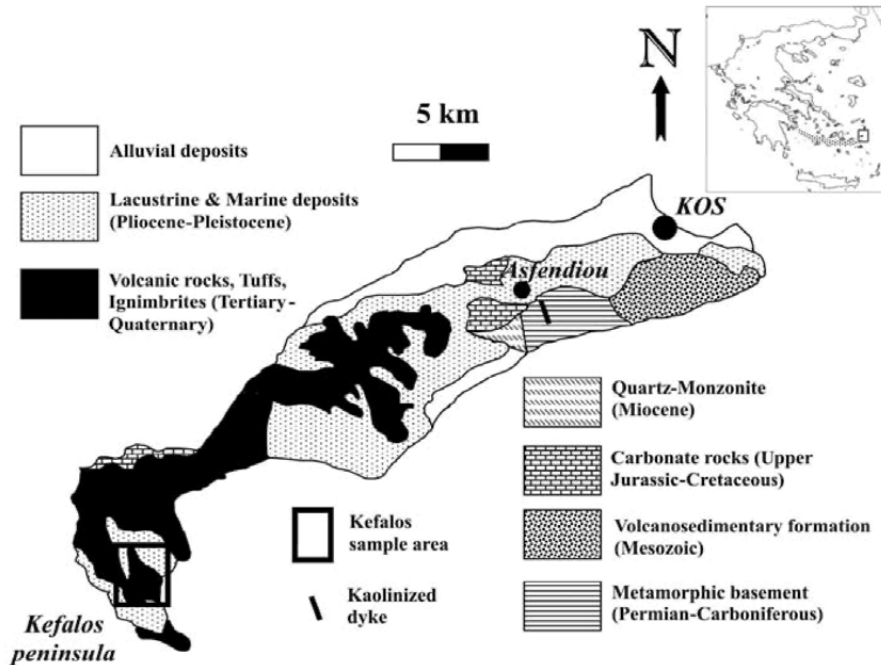 N
5 km
Alluvial deposits
Lacustrine & Marine deposits
(Pliocene-Pleistocene)
Volcanic rocks, Tuffs,
Ignimbrites (Tertiary-
Quaternary)
KOS
Asfendiou
Quartz-Monzonite
(Miocene)
Carbonate rocks (Upper
Jurassic-Cretaceous)
Volcanosedimentary formation
(Mesozoic)
Metamorphic basement
(Permian-Carboniferous)
Kefalos
sample area
Kaolinized
dyke
Kefalos
peninsula